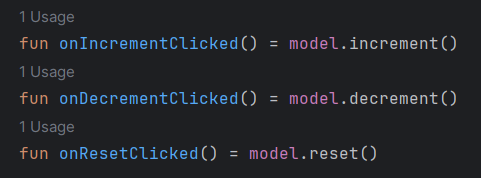 1 Usage
fun onIncrementClicked() = model.increment()
1 Usage
fun onDecrementClicked() = model.decrement()
1 Usage
fun onResetClicked() = model.reset()